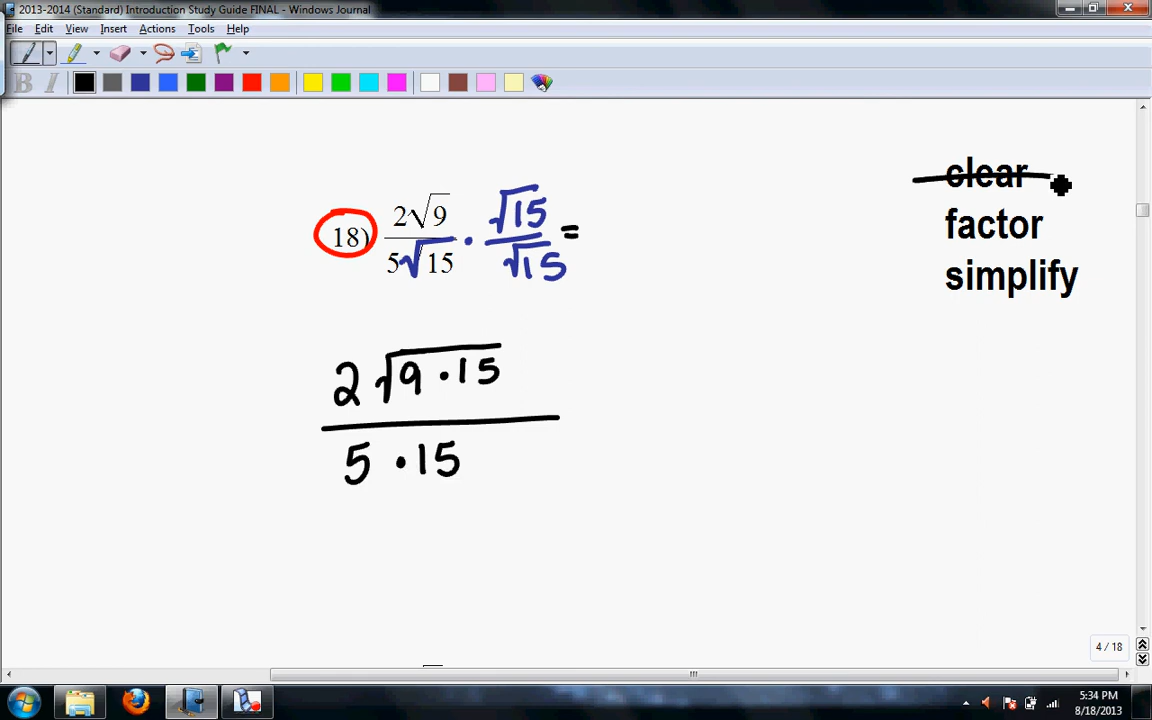 2013-2014 (Standard) Introduction Study Guide FINAL - Windows Journal
File Edit View Insert Actions Tools Help
B I
clear
factor
simplify
18) 2√9 / 5√15 · √15 / √15 =
2√9 · 15
5 · 15
4 / 18
5:34 PM
8/18/2013